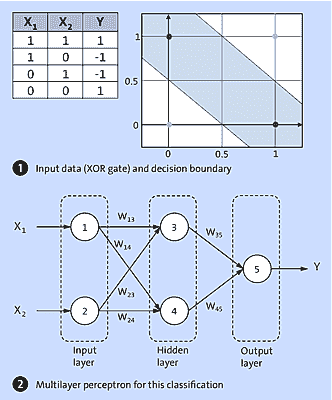 X₁ X₂ Y
1 1 1
1 0 -1
0 1 -1
0 0 1
1
0.5
0
0 0.5 1
1 Input data (XOR gate) and decision boundary
X₁ 1 W₁₃ 3
W₁₄ W₃₅
5 Y
W₂₃
X₂ 2 W₂₄ 4 W₄₅
Input Hidden Output
layer layer layer
2 Multilayer perceptron for this classification